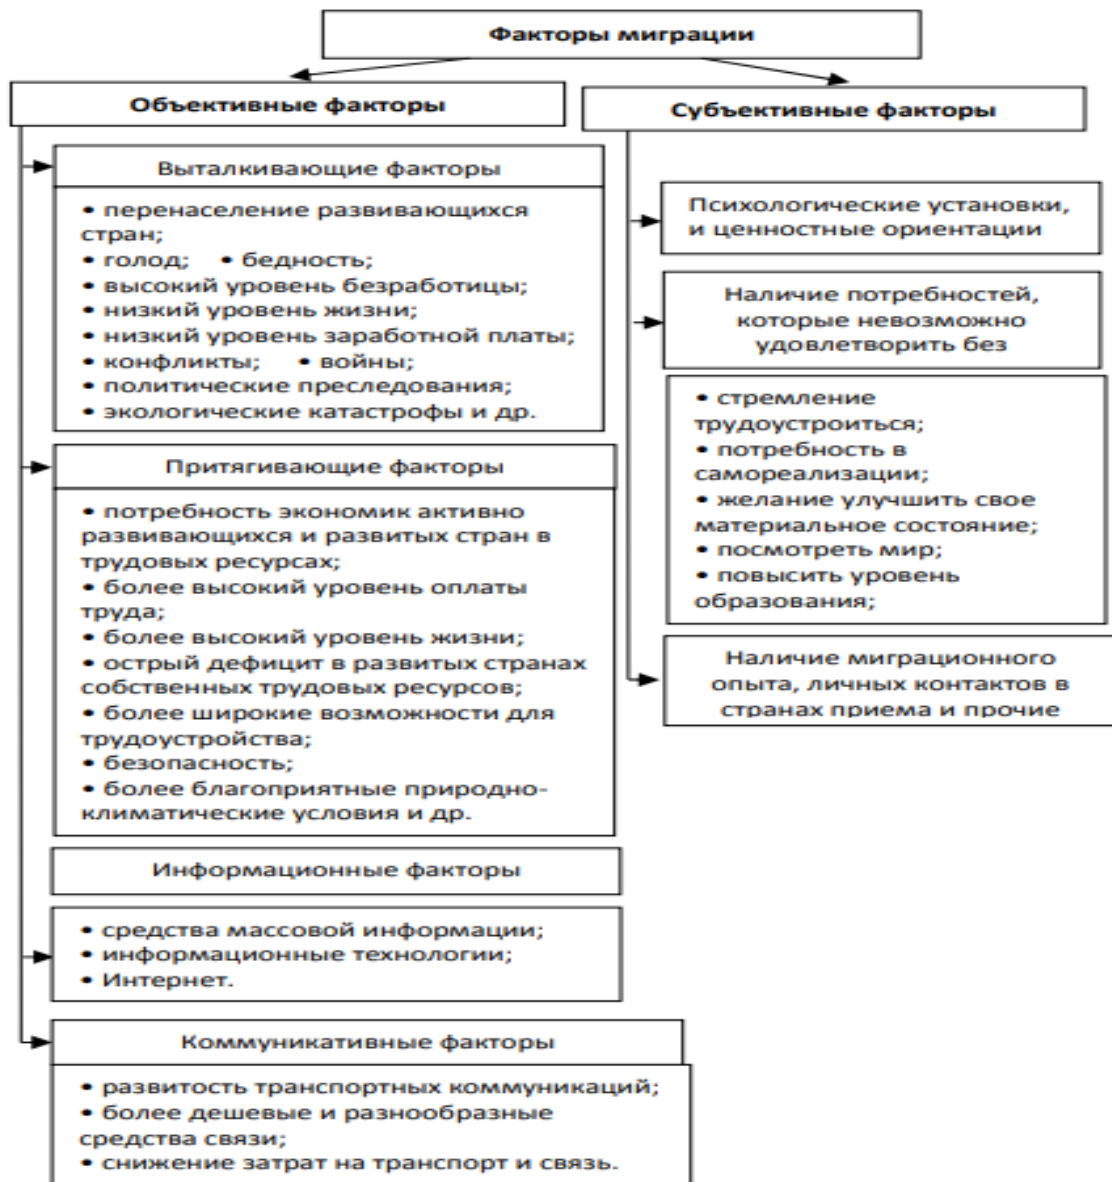 Факторы миграции
Объективные факторы
Выталкивающие факторы
• перенаселение развивающихся
стран;
• голод; • бедность;
• высокий уровень безработицы;
• низкий уровень жизни;
• низкий уровень заработной платы;
• конфликты; • войны;
• политические преследования;
• экологические катастрофы и др.
Притягивающие факторы
• потребность экономик активно
развивающихся и развитых стран в
трудовых ресурсах;
• более высокий уровень оплаты
труда;
• более высокий уровень жизни;
• острый дефицит в развитых странах
собственных трудовых ресурсов;
• более широкие возможности для
трудоустройства;
• безопасность;
• более благоприятные природно-
климатические условия и др.
Информационные факторы
• средства массовой информации;
• информационные технологии;
• Интернет.
Коммуникативные факторы
• развитость транспортных коммуникаций;
• более дешевые и разнообразные
средства связи;
• снижение затрат на транспорт и связь.
Субъективные факторы
Психологические установки,
и ценностные ориентации
Наличие потребностей,
которые невозможно
удовлетворить без
• стремление
трудоустроиться;
• потребность в
самореализации;
• желание улучшить свое
материальное состояние;
• посмотреть мир;
• повысить уровень
образования;
Наличие миграционного
опыта, личных контактов в
странах приема и прочие